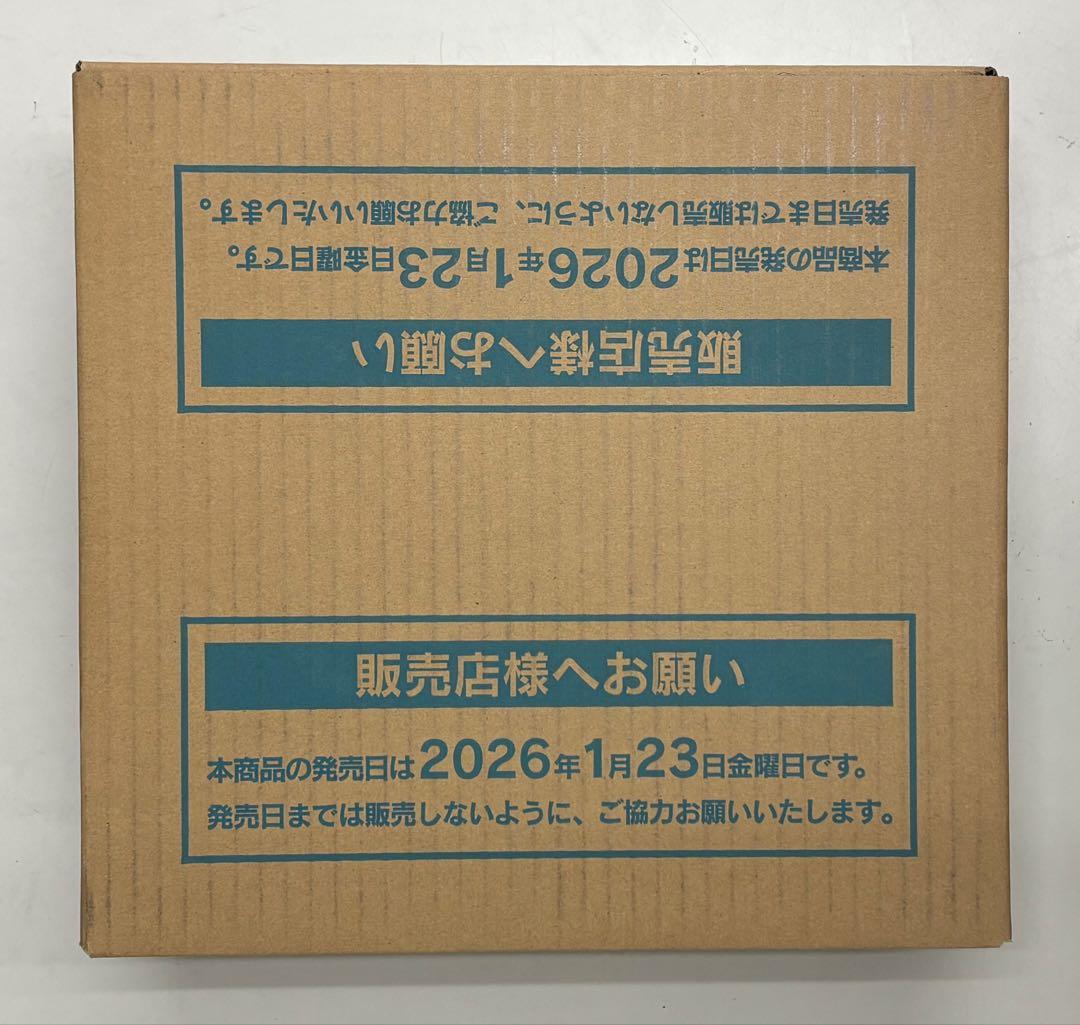 販売店様へお願い
本商品の発売日は2026年1月23日金曜日です。
発売日までは販売しないように、ご協力お願いいたします。
販売店様へお願い
本商品の発売日は2026年1月23日金曜日です。
発売日までは販売しないように、ご協力お願いいたします。